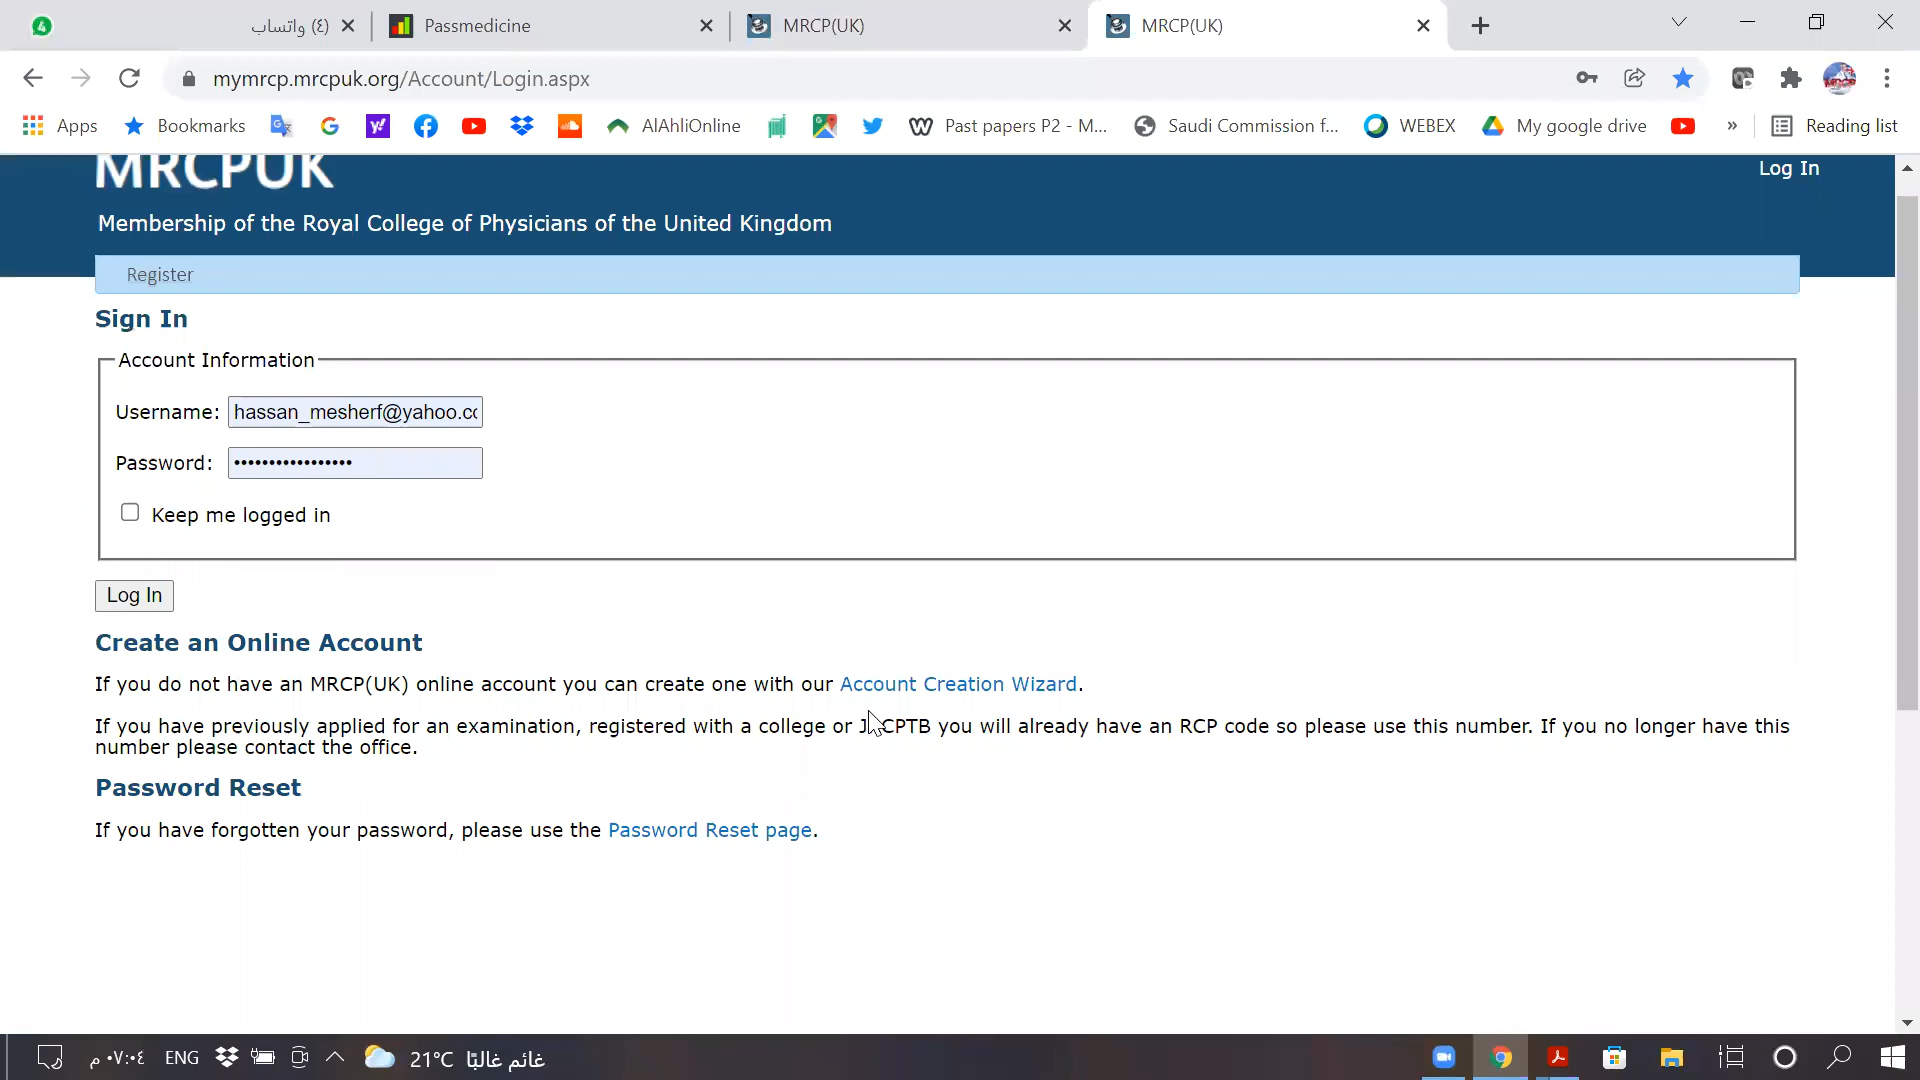 4
(٤) واتساب
Passmedicine
MRCP(UK)
MRCP(UK)
mymrcp.mrcpuk.org/Account/Login.aspx
Apps
Bookmarks
AlAhliOnline
Past papers P2 - M...
Saudi Commission f...
WEBEX
My google drive
»
Reading list
MRCPUK
Log In
Membership of the Royal College of Physicians of the United Kingdom
Register
Sign In
Account Information
Username: hassan_mesherf@yahoo.cc
Password: •••••••••••••••••
Keep me logged in
Log In
Create an Online Account
If you do not have an MRCP(UK) online account you can create one with our Account Creation Wizard.
If you have previously applied for an examination, registered with a college or CPTB you will already have an RCP code so please use this number. If you no longer have this
number please contact the office.
Password Reset
If you have forgotten your password, please use the Password Reset page.
٠٧:٠٤ م
ENG
21°C غائم غالبًا